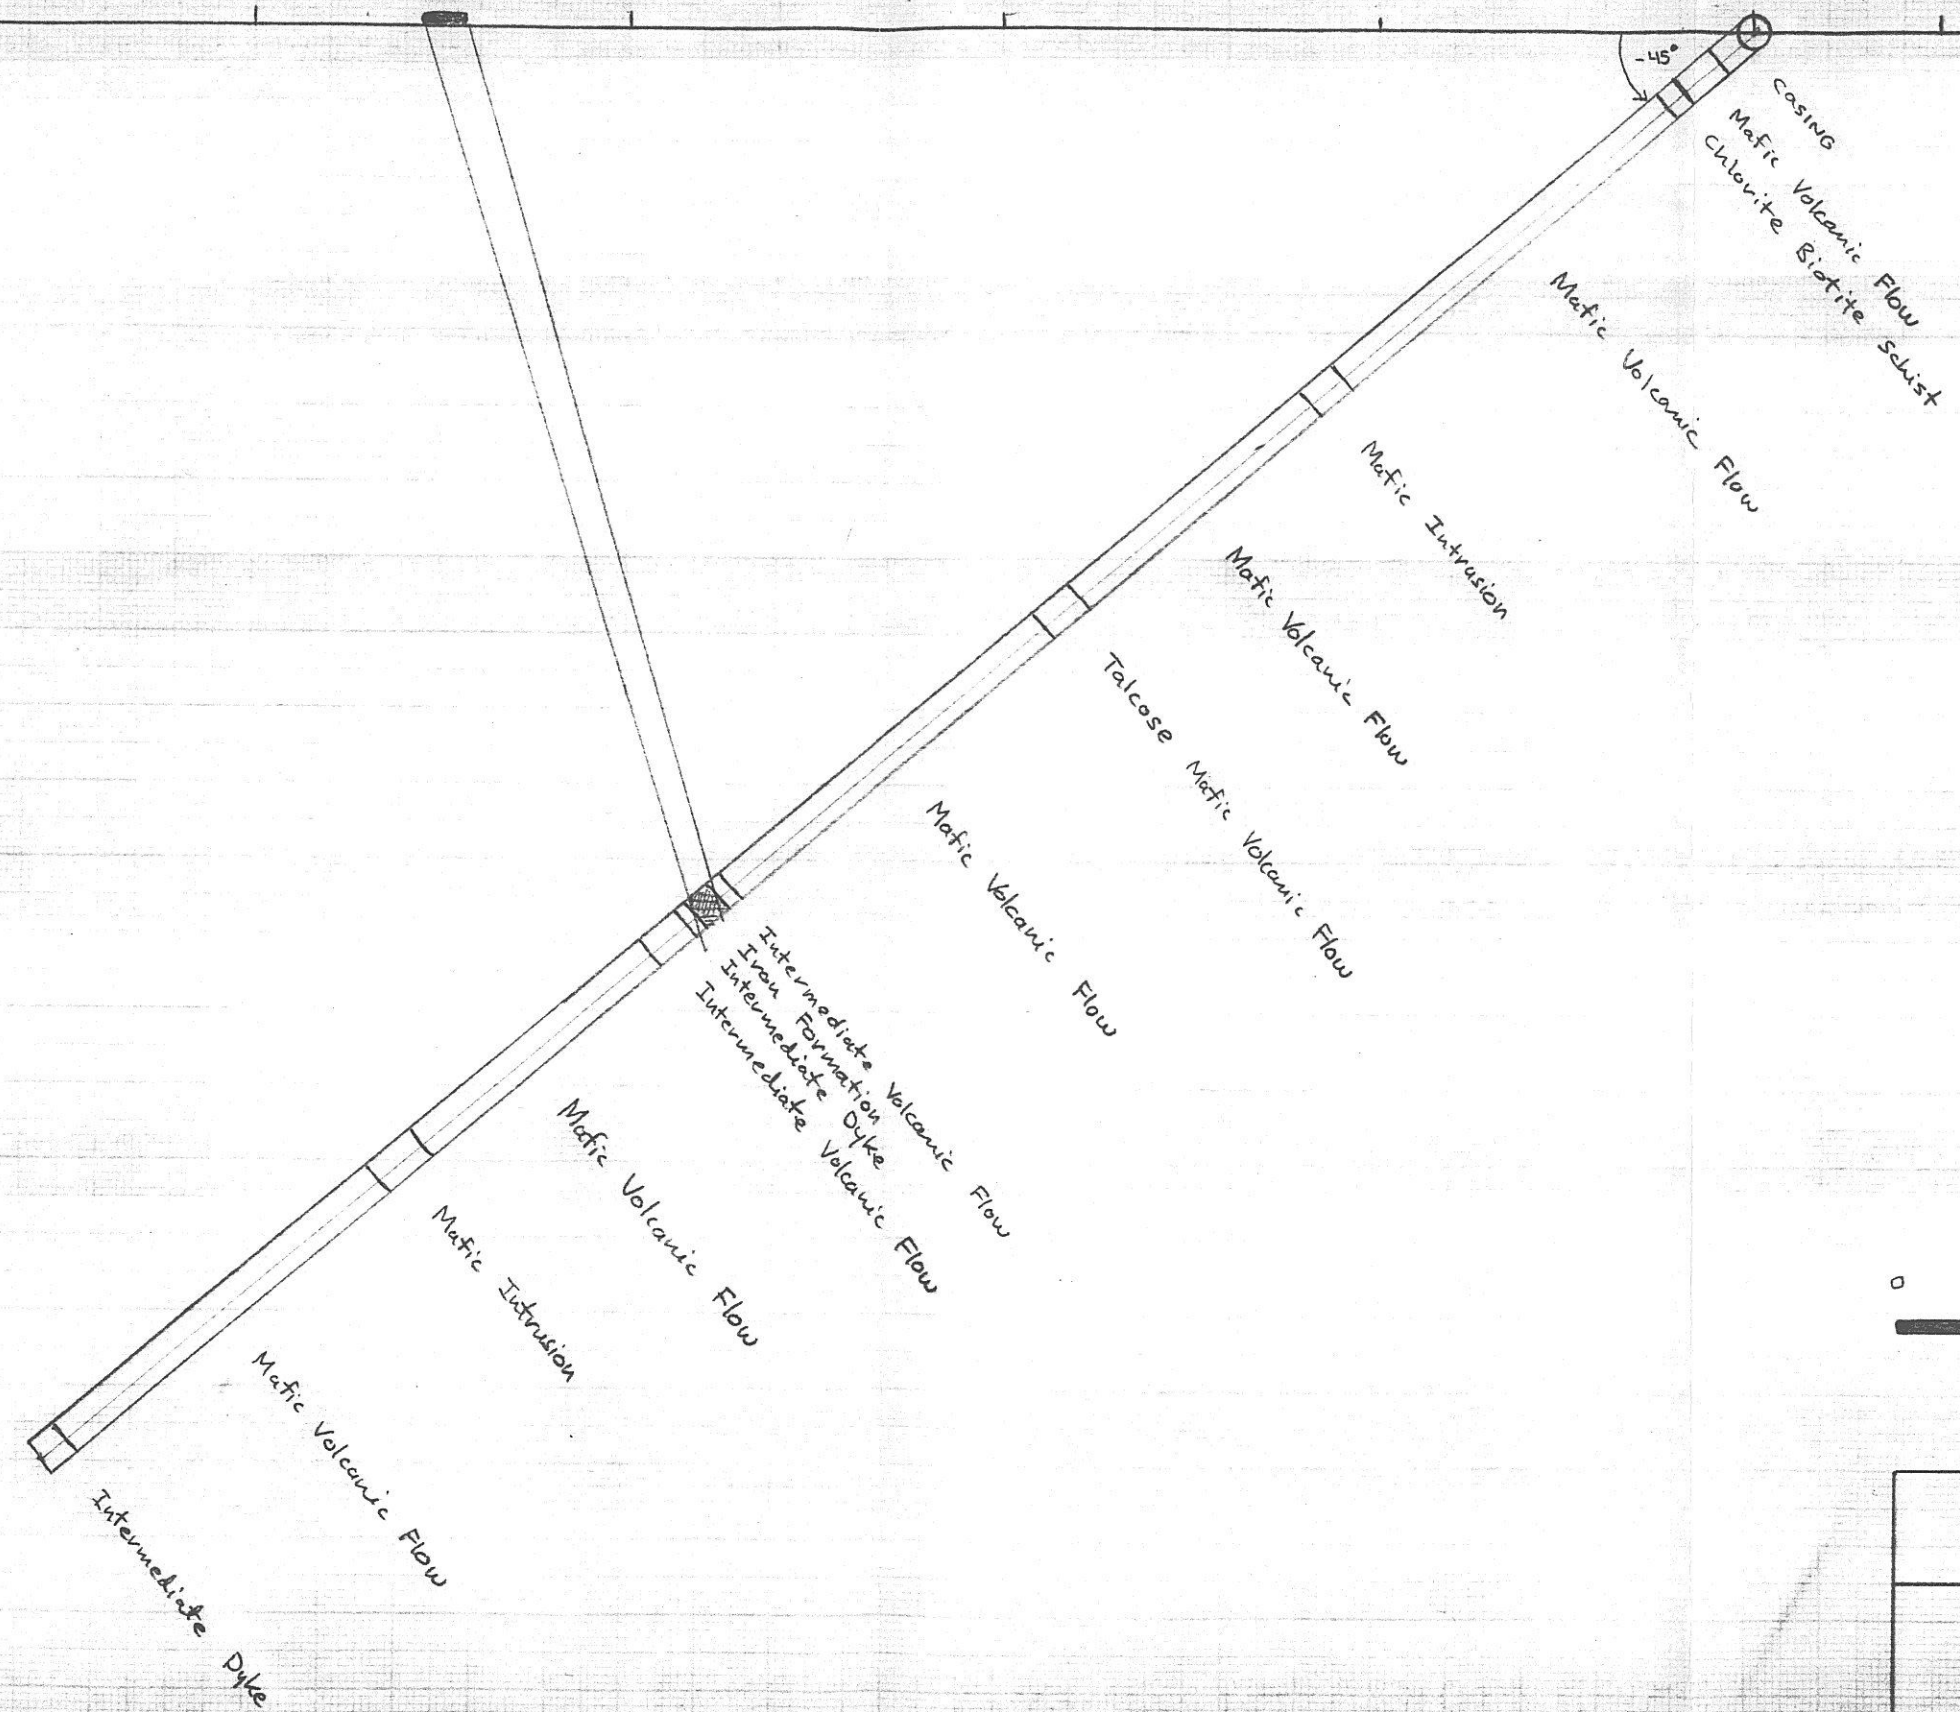 -45°
CASING
Mafic Volcanic Flow
Chlorite Biotite Schist
Mafic Volcanic Flow
Mafic Intrusion
Mafic Volcanic Flow
Talcose Mafic Volcanic Flow
Mafic Volcanic Flow
Intermediate Volcanic Flow
Iron Formation
Intermediate Dyke
Intermediate Volcanic Flow
Mafic Volcanic Flow
Mafic Intrusion
Mafic Volcanic Flow
Intermediate Dyke
0